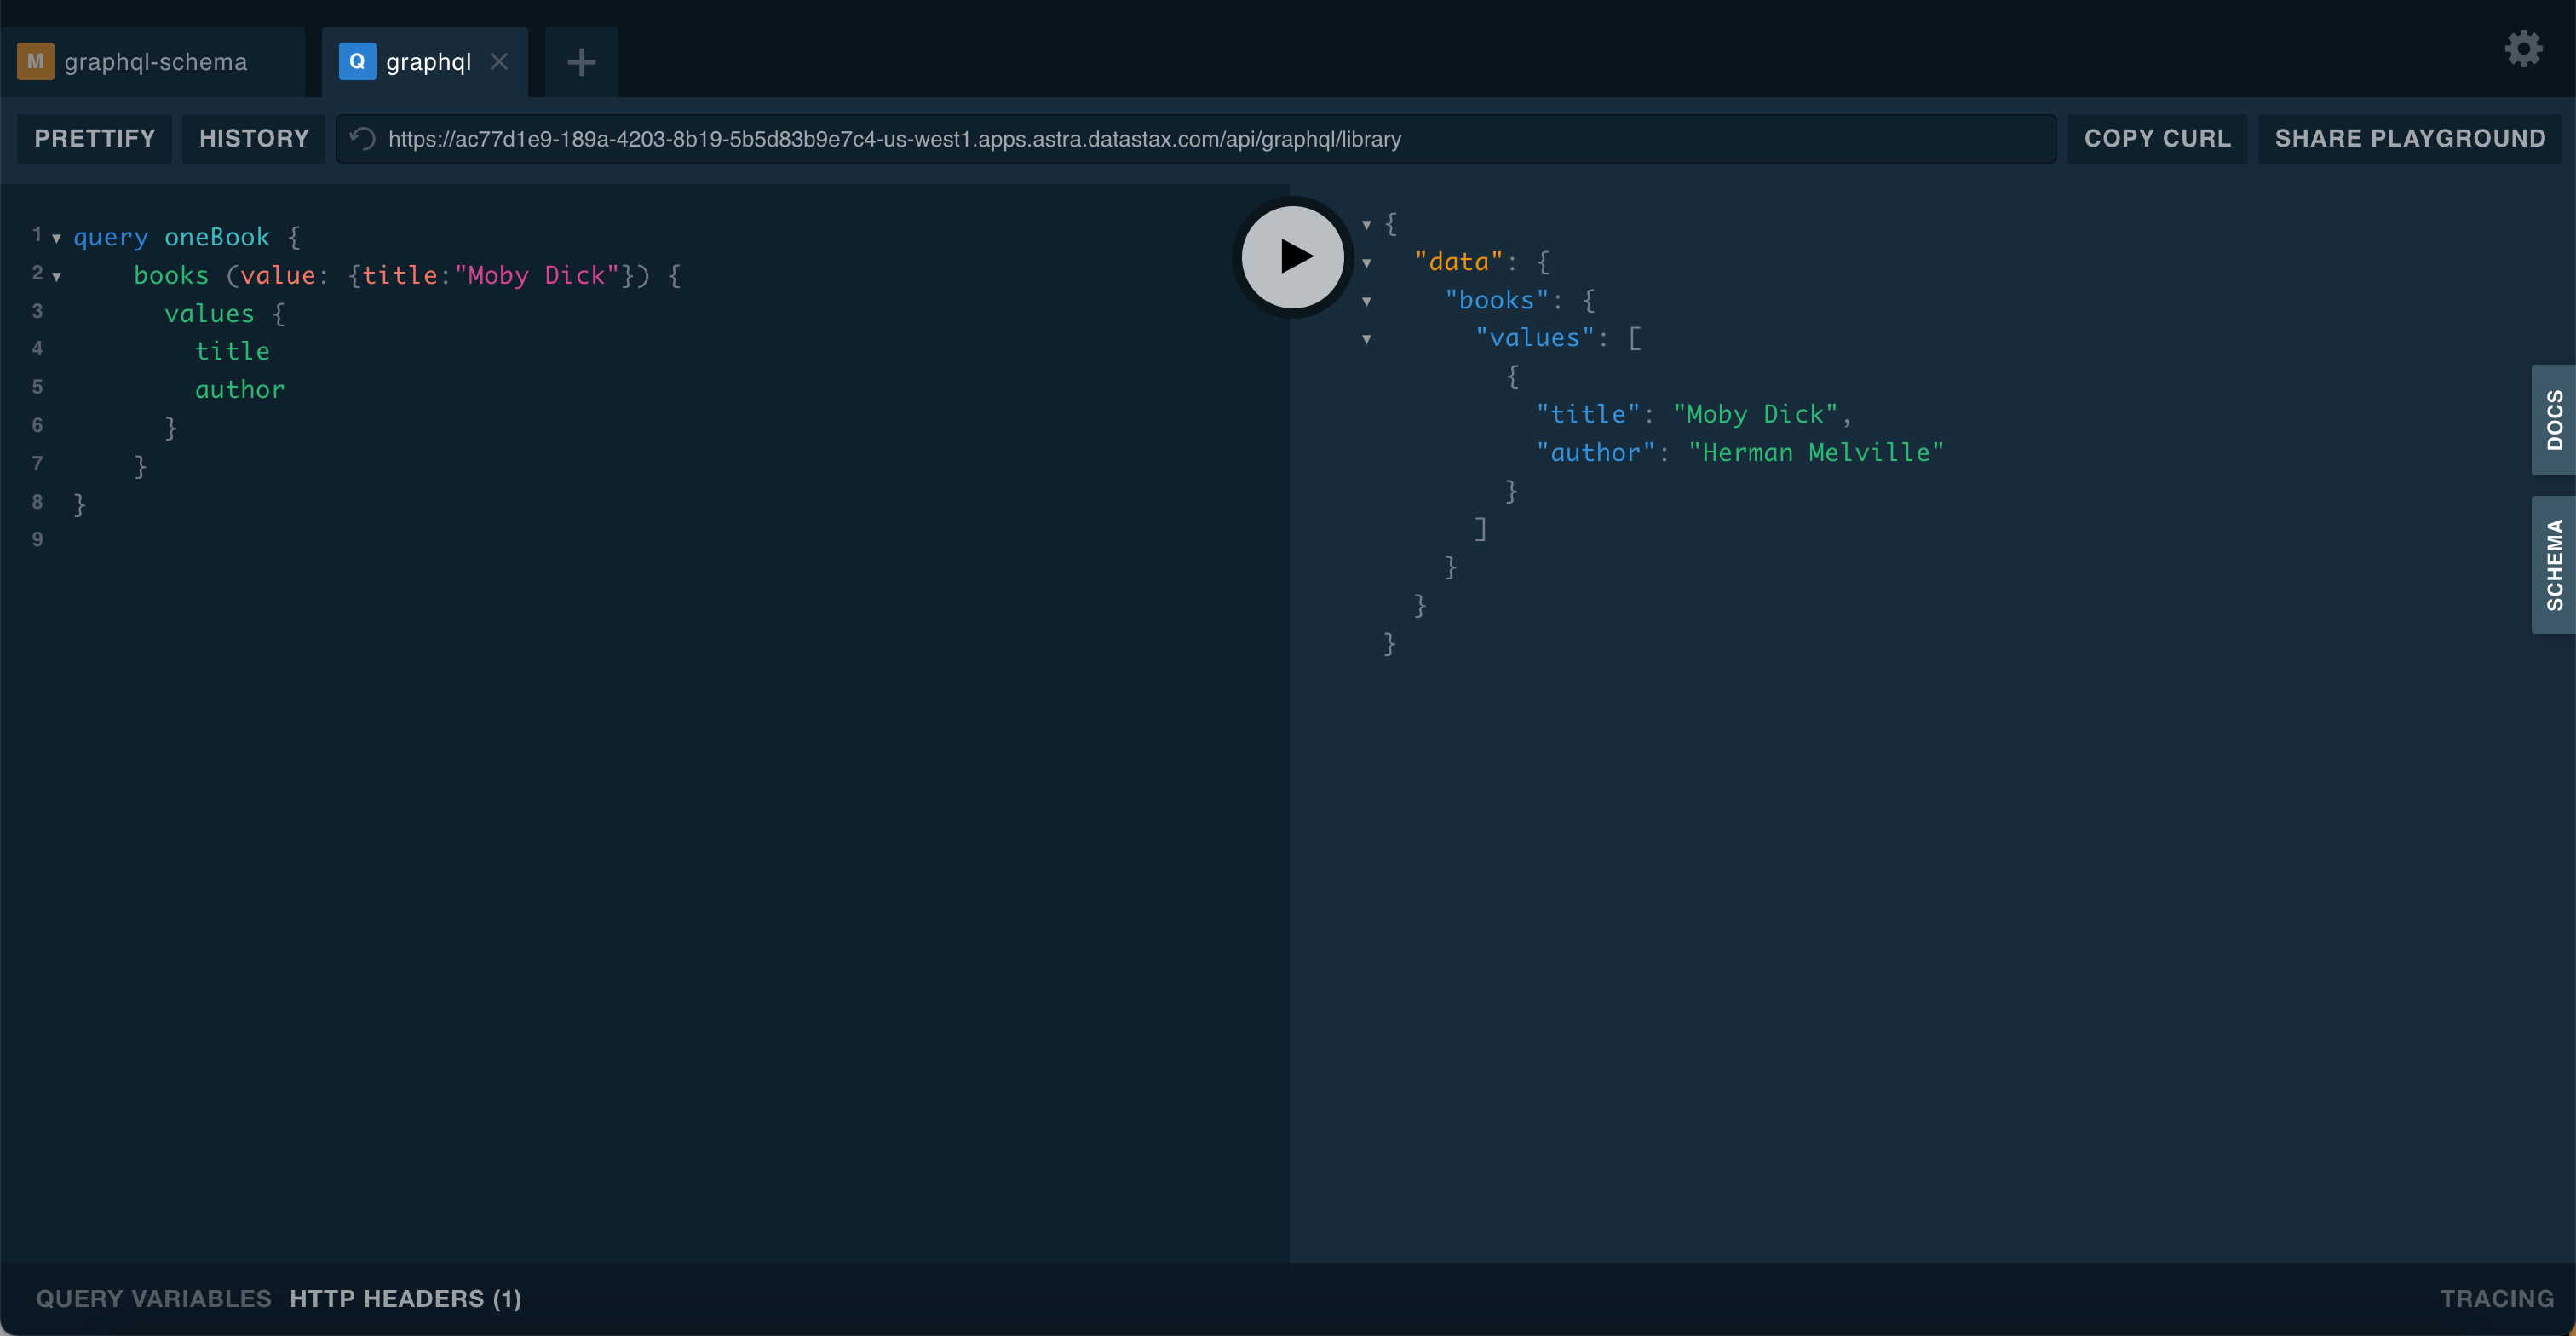 M graphql-schema Q graphql
PRETTIFY HISTORY https://ac77d1e9-189a-4203-8b19-5b5d83b9e7c4-us-west1.apps.astra.datastax.com/api/graphql/library COPY CURL SHARE PLAYGROUND
1 query oneBook {
2 books (value: {title:"Moby Dick"}) {
3 values {
4 title
5 author
6 }
7 }
8 }
9
{
"data": {
"books": {
"values": [
{
"title": "Moby Dick",
"author": "Herman Melville"
}
]
}
}
}
DOCS
SCHEMA
QUERY VARIABLES HTTP HEADERS (1) TRACING